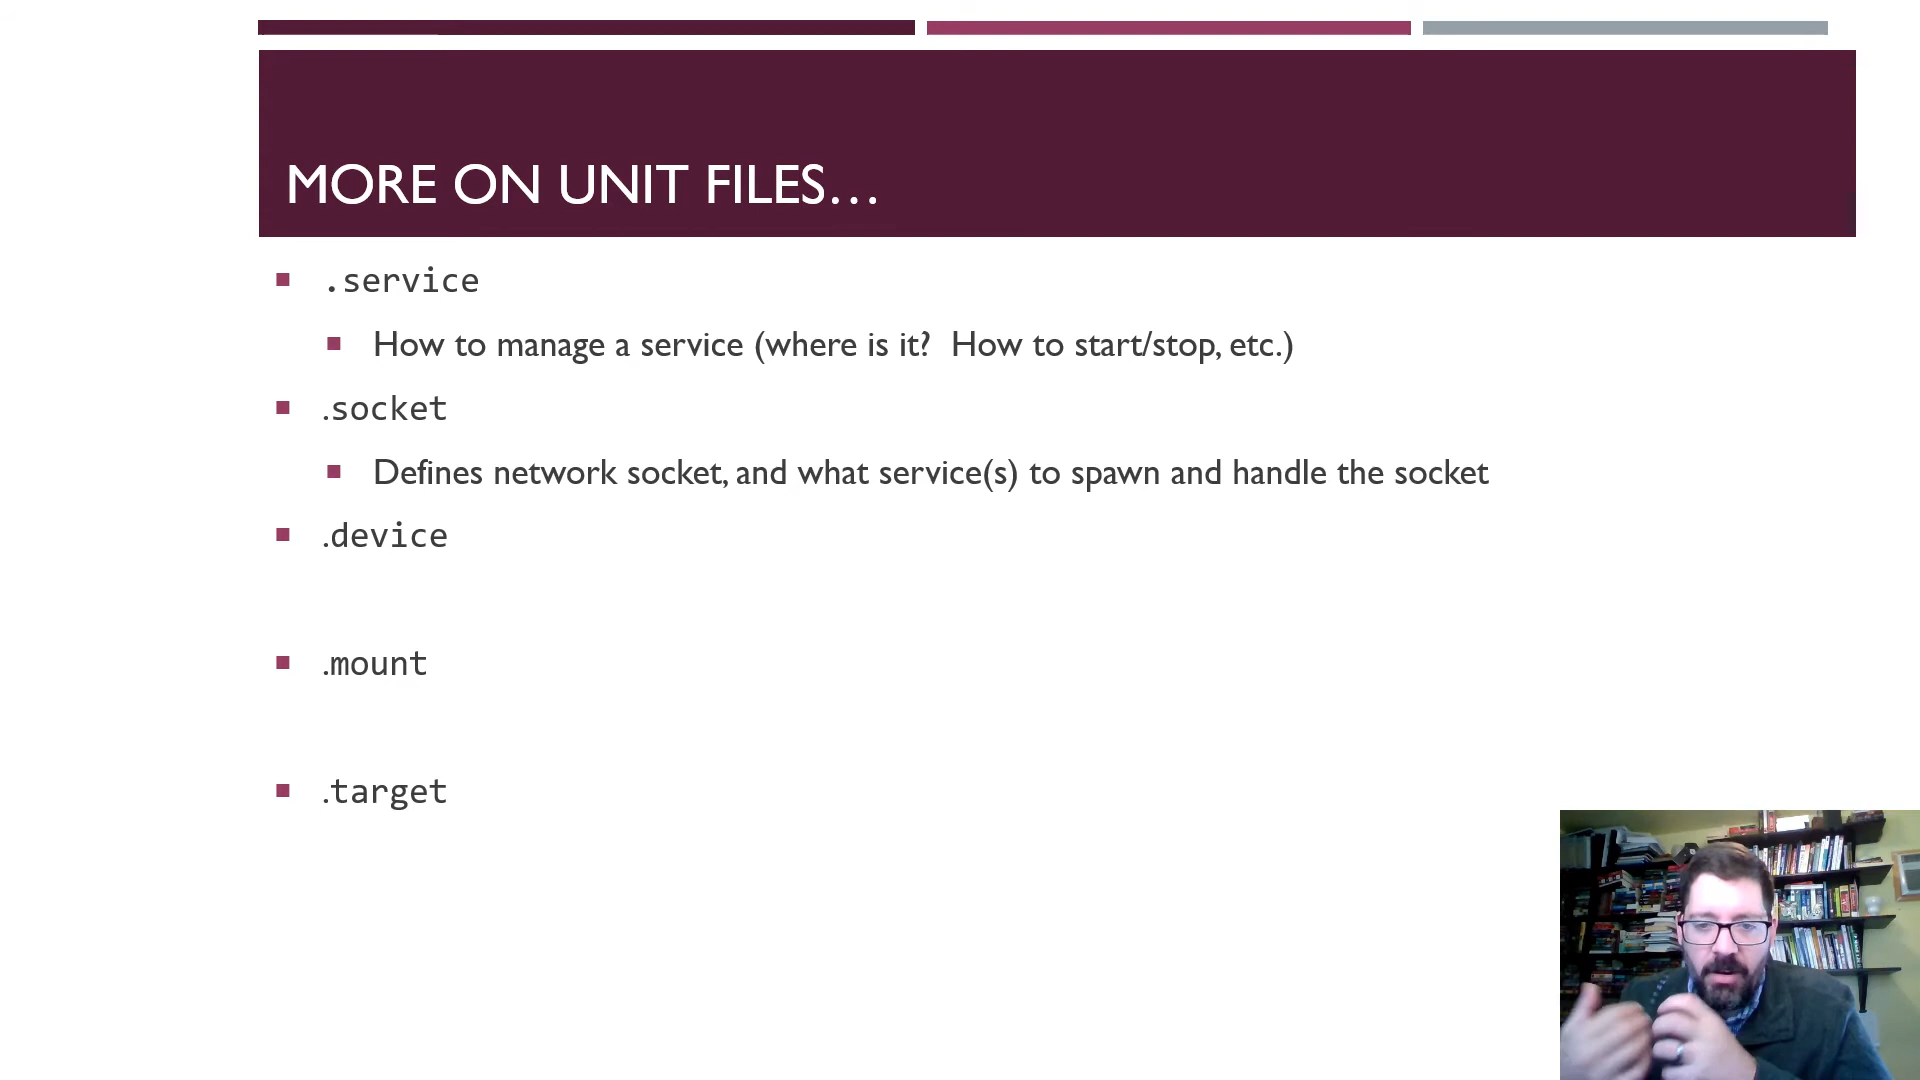 MORE ON UNIT FILES…
.service
How to manage a service (where is it?  How to start/stop, etc.)
.socket
Defines network socket, and what service(s) to spawn and handle the socket
.device
.mount
.target